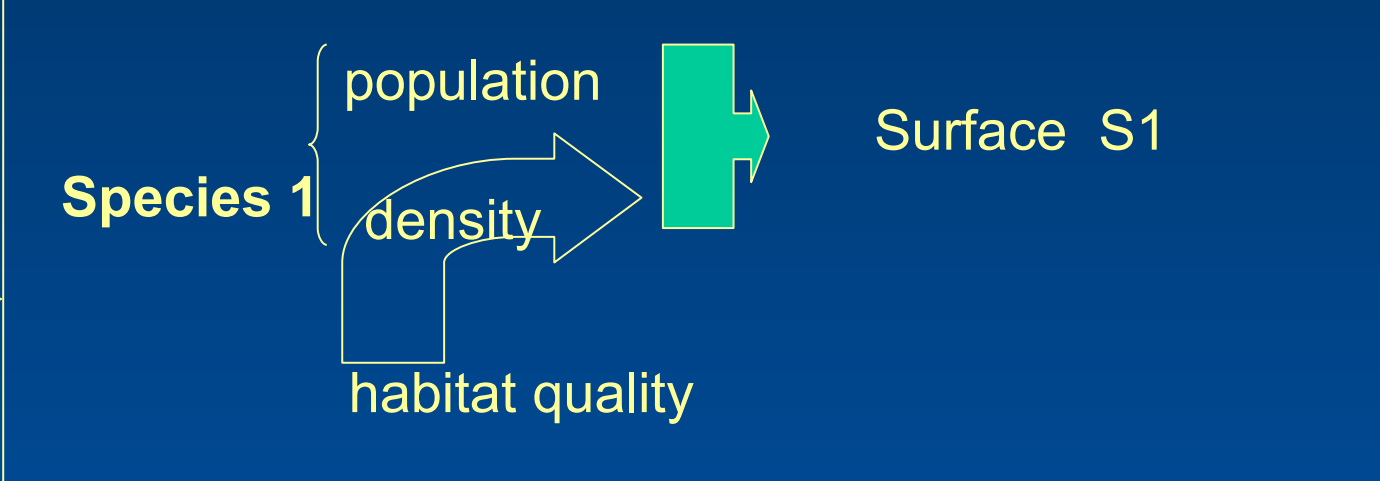 population
Surface S1
Species 1
density
habitat quality